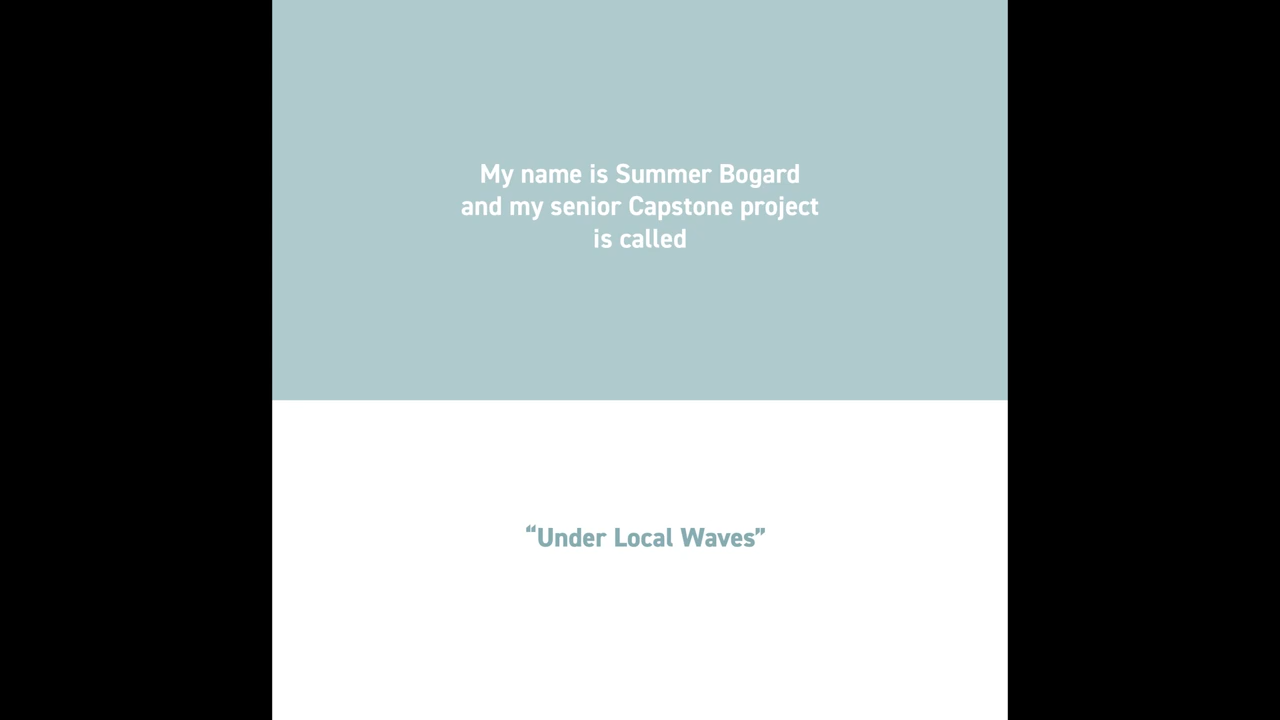 My name is Summer Bogard
and my senior Capstone project
is called
“Under Local Waves”